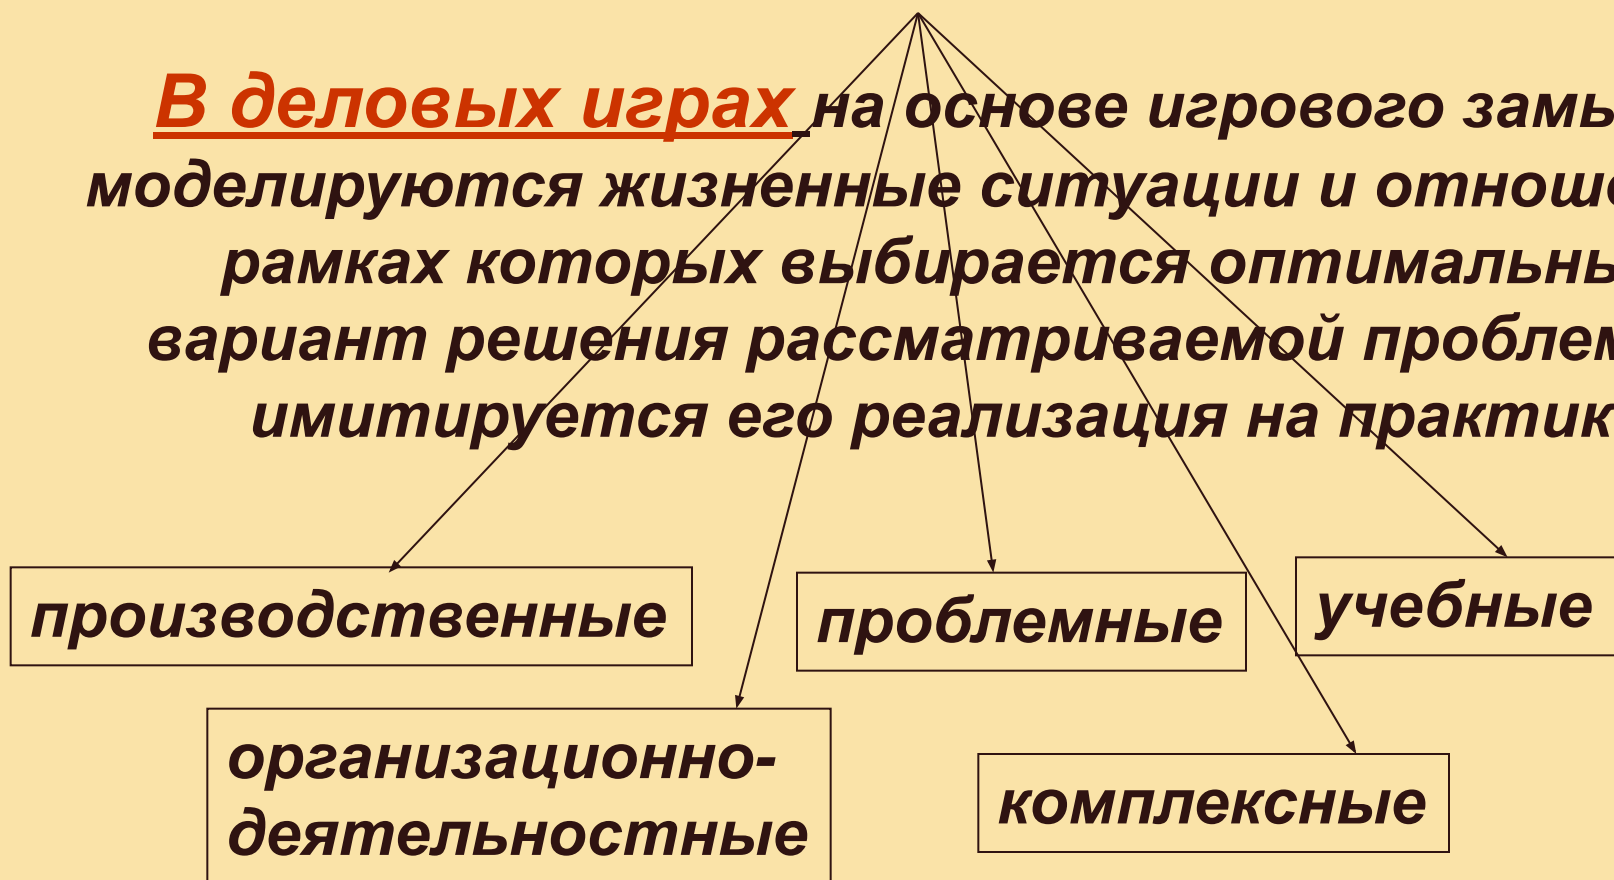 В деловых играх на основе игрового замы
моделируются жизненные ситуации и отноше
рамках которых выбирается оптимальны
вариант решения рассматриваемой проблем
имитируется его реализация на практик
производственные
проблемные
учебные
организационно-
деятельностные
комплексные